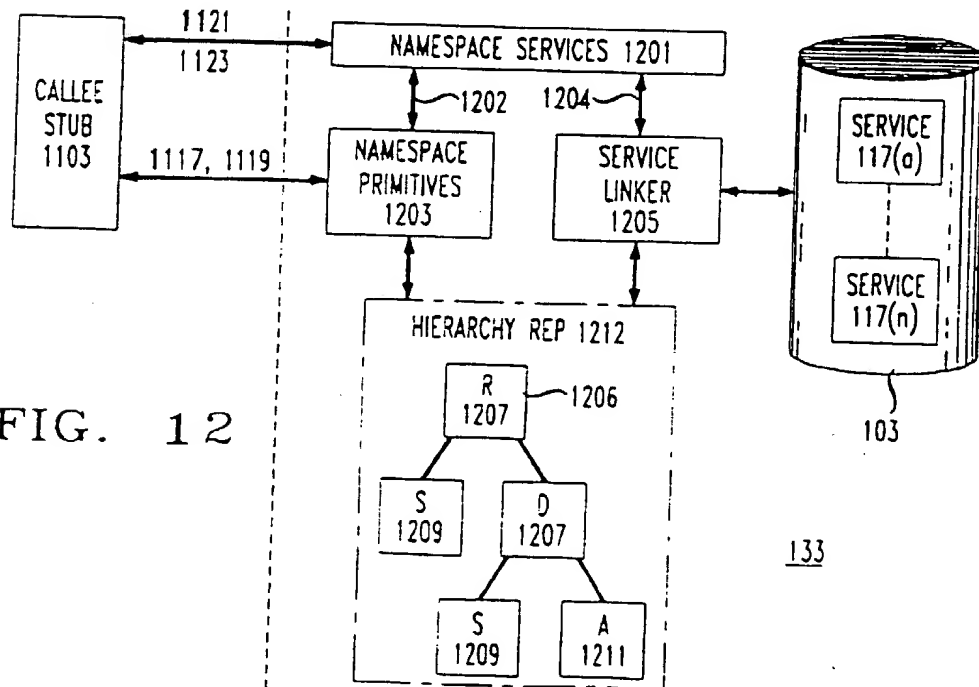 1121
NAMESPACE SERVICES 1201
1123
CALLEE
STUB
1103
1202
1204
SERVICE
117(a)
1117, 1119
NAMESPACE
PRIMITIVES
1203
SERVICE
LINKER
1205
SERVICE
117(n)
HIERARCHY REP 1212
R
1207
1206
103
FIG. 12
S
1209
D
1207
133
S
1209
A
1211